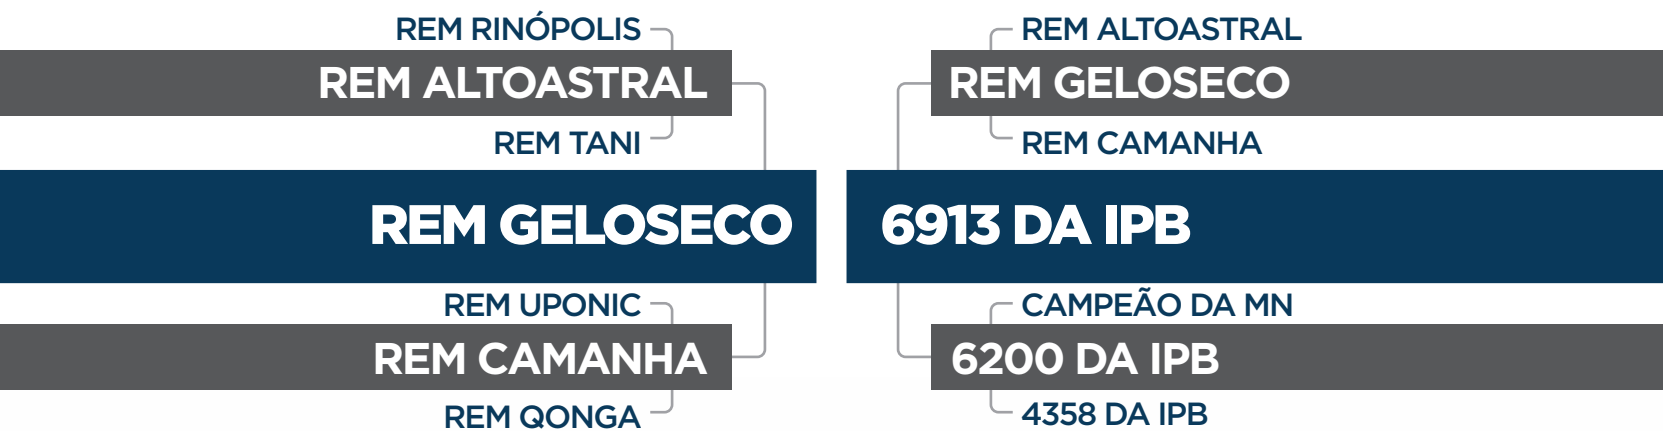 REM RINÓPOLIS
REM ALTOASTRAL
REM TANI
REM GELOSECO
REM UPONIC
REM CAMANHA
REM QONGA
REM ALTOASTRAL
REM GELOSECO
REM CAMANHA
6913 DA IPB
CAMPEÃO DA MN
6200 DA IPB
4358 DA IPB